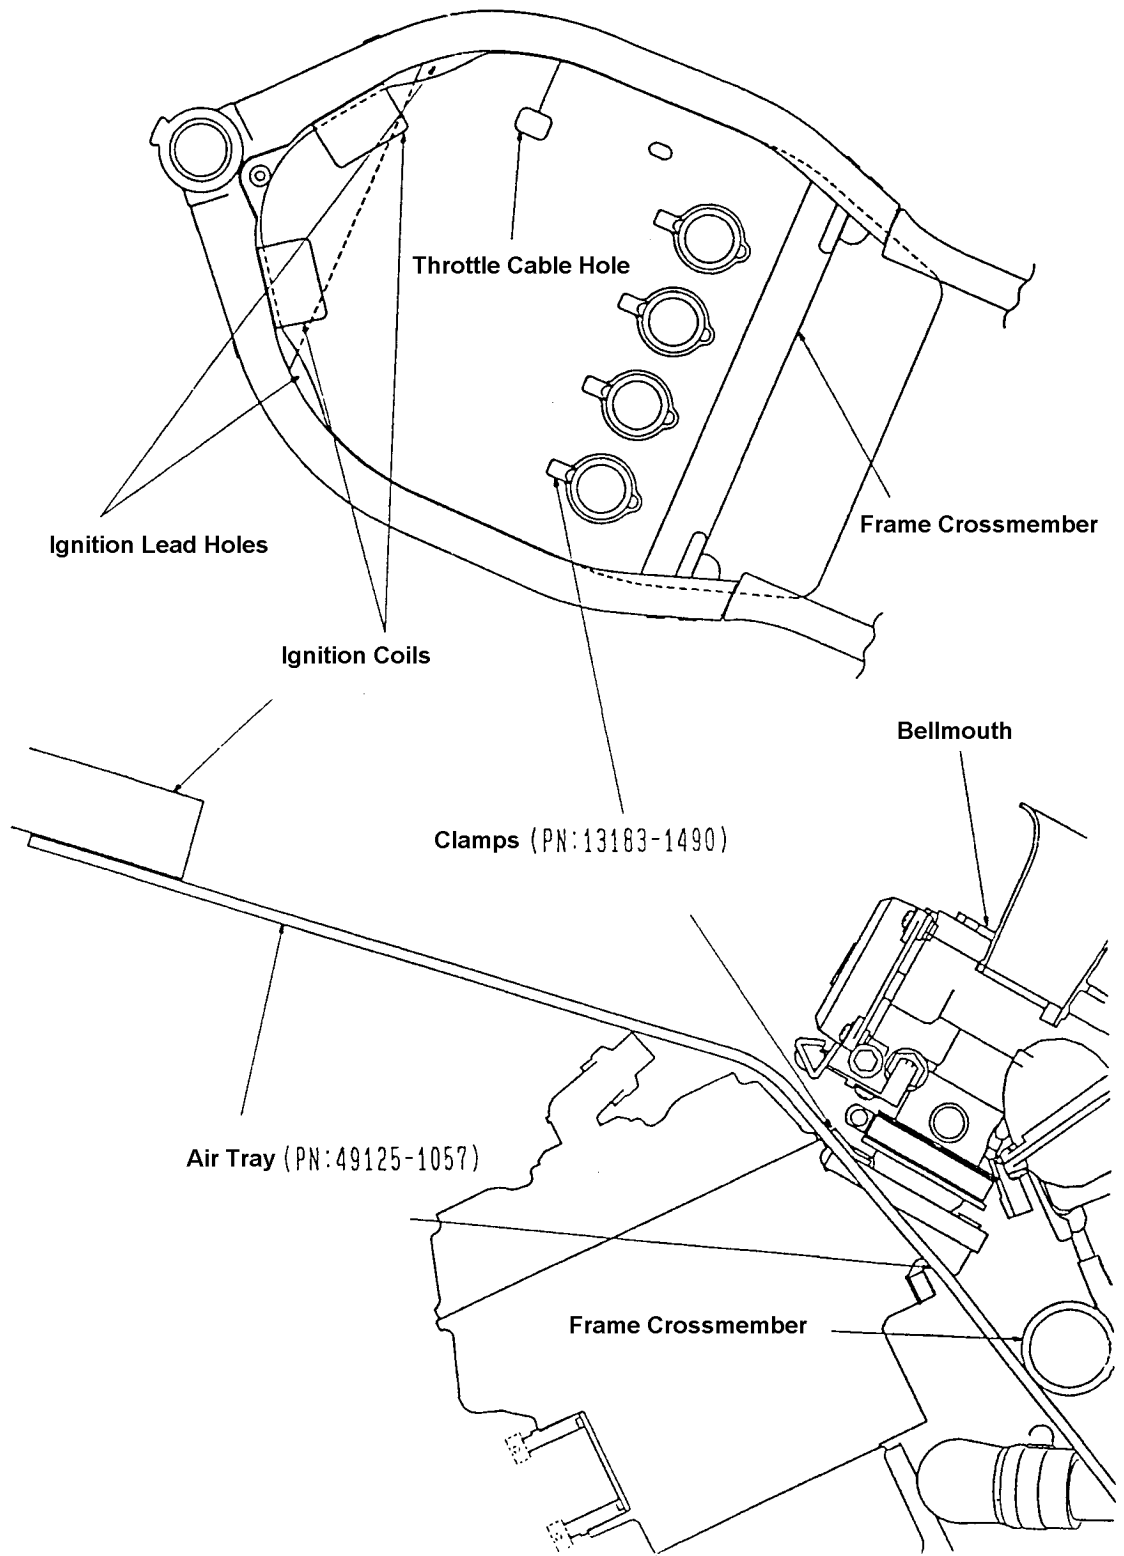 Throttle Cable Hole
Frame Crossmember
Ignition Lead Holes
Ignition Coils
Bellmouth
Clamps (PN:13183-1490)
Air Tray (PN:49125-1057)
Frame Crossmember